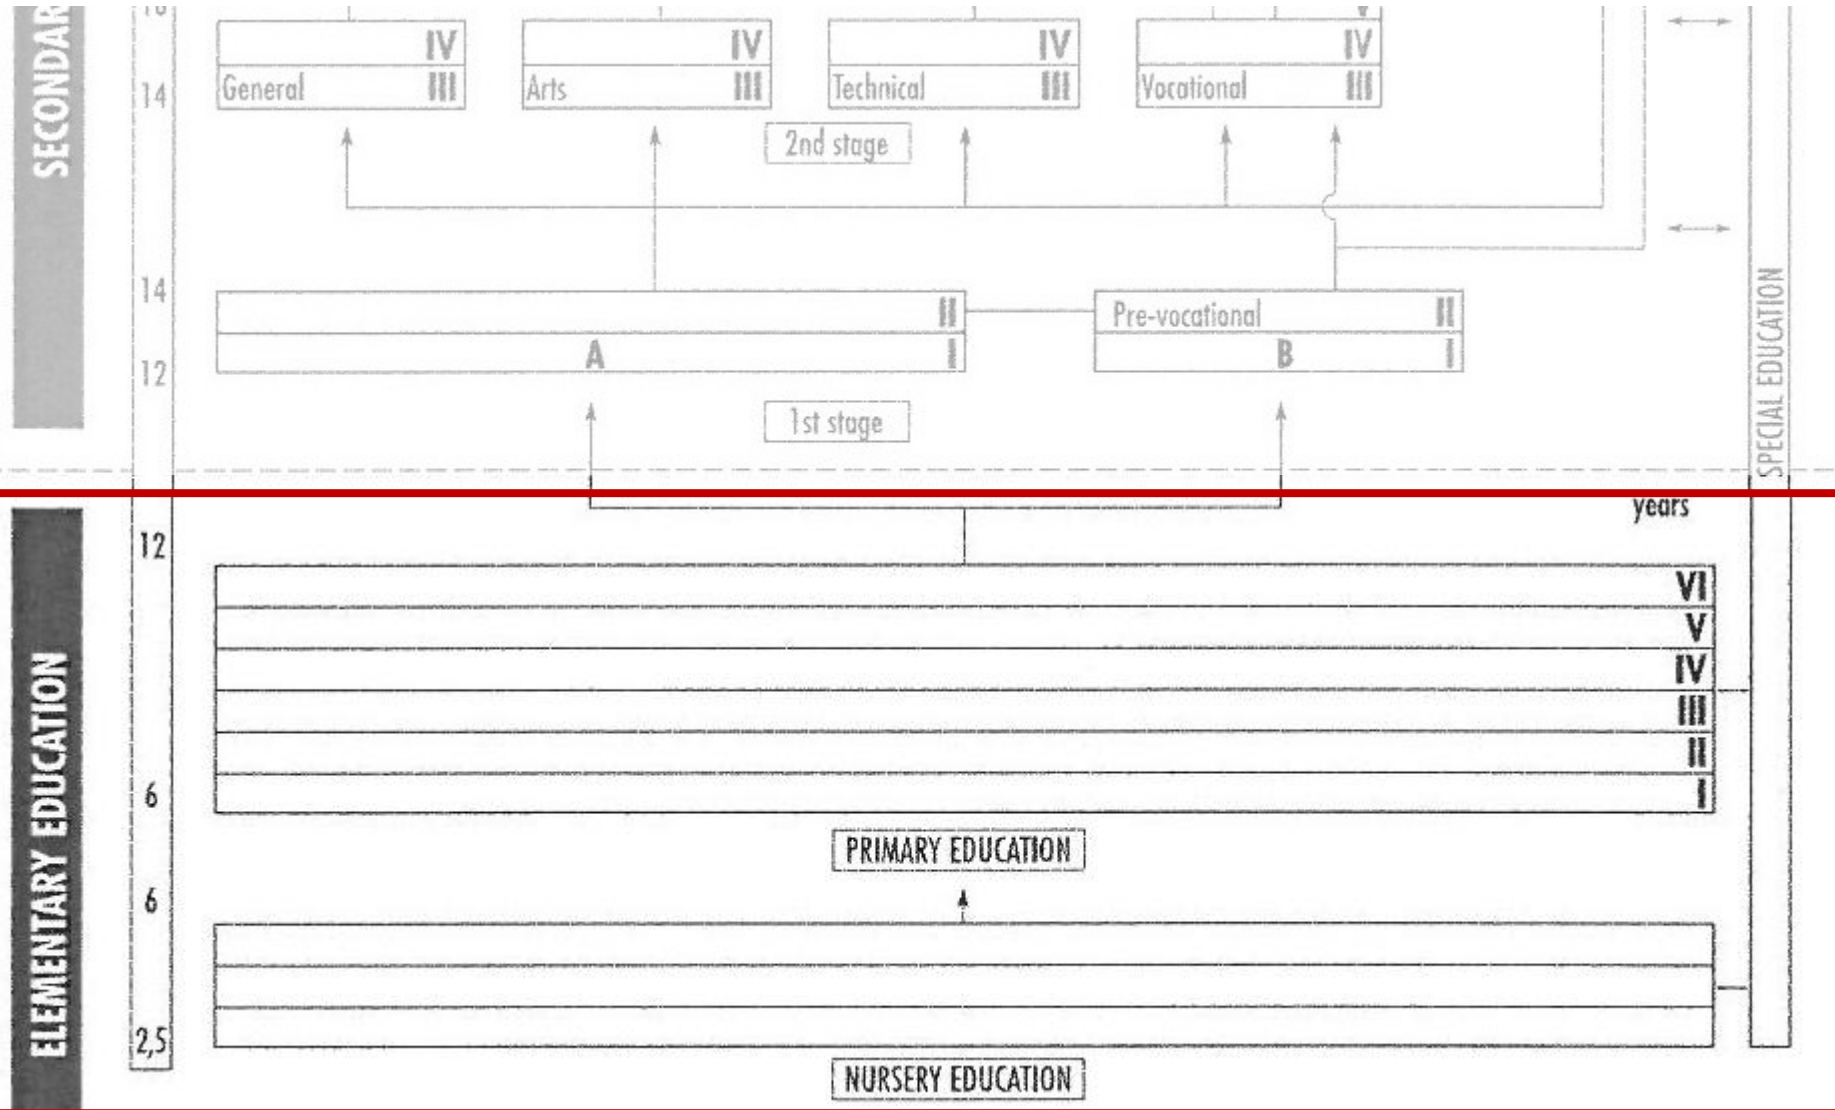 SECONDAR
IV IV IV IV
14 General III Arts III Technical III Vocational III
2nd stage
14 II Pre-vocational II
12 A I B I
1st stage
SPECIAL EDUCATION
years
12
VI
V
IV
III
II
6 I
PRIMARY EDUCATION
6
2,5
NURSERY EDUCATION
ELEMENTARY EDUCATION